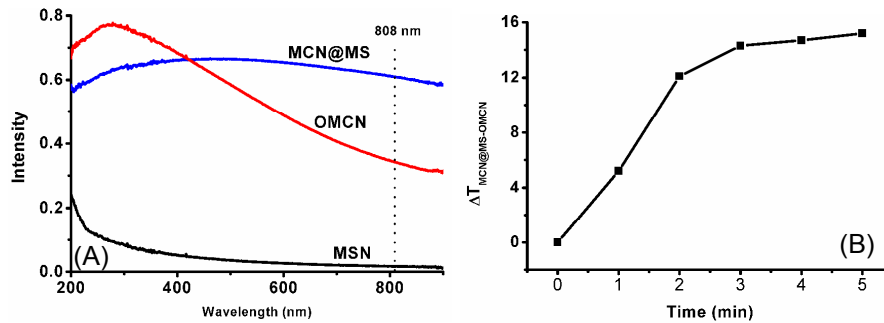 808 nm
MCN@MS
OMCN
MSN
Intensity
0.8
0.6
0.4
0.2
0.0
200
400
600
800
Wavelength (nm)
(A)
ΔT MCN@MS-OMCN
16
12
8
4
0
0
1
2
3
4
5
Time (min)
(B)